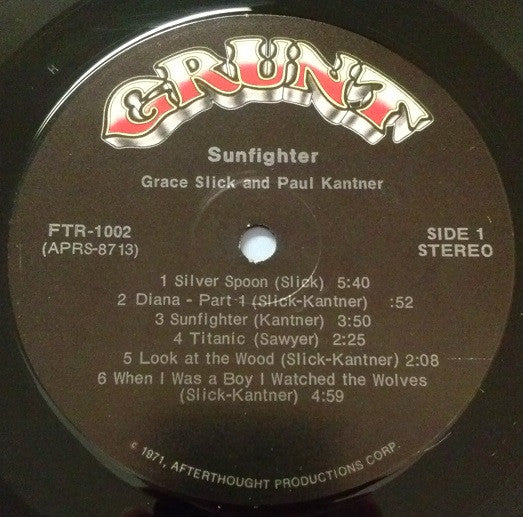 GRUNT
Sunfighter
Grace Slick and Paul Kantner
FTR-1002
(APRS-8713)
SIDE 1
STEREO
1 Silver Spoon (Slick) 5:40
2 Diana - Part 1 (Slick-Kantner) :52
3 Sunfighter (Kantner) 3:50
4 Titanic (Sawyer) 2:25
5 Look at the Wood (Slick-Kantner) 2:08
6 When I Was a Boy I Watched the Wolves
(Slick-Kantner) 4:59
© 1971, AFTERTHOUGHT PRODUCTIONS CORP.